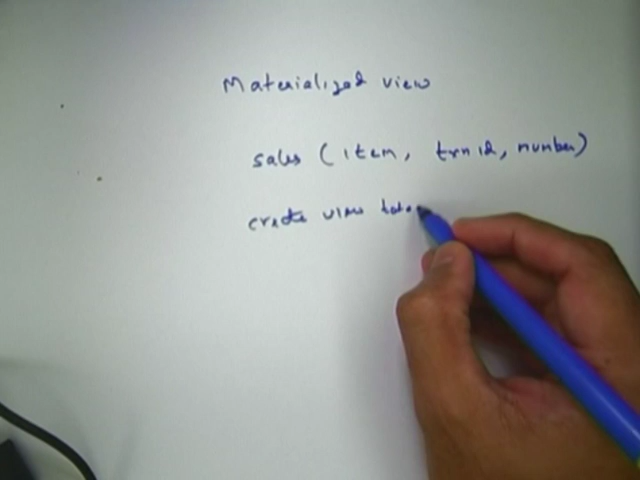 Materialized view
sales (item, trnid, number)
create view